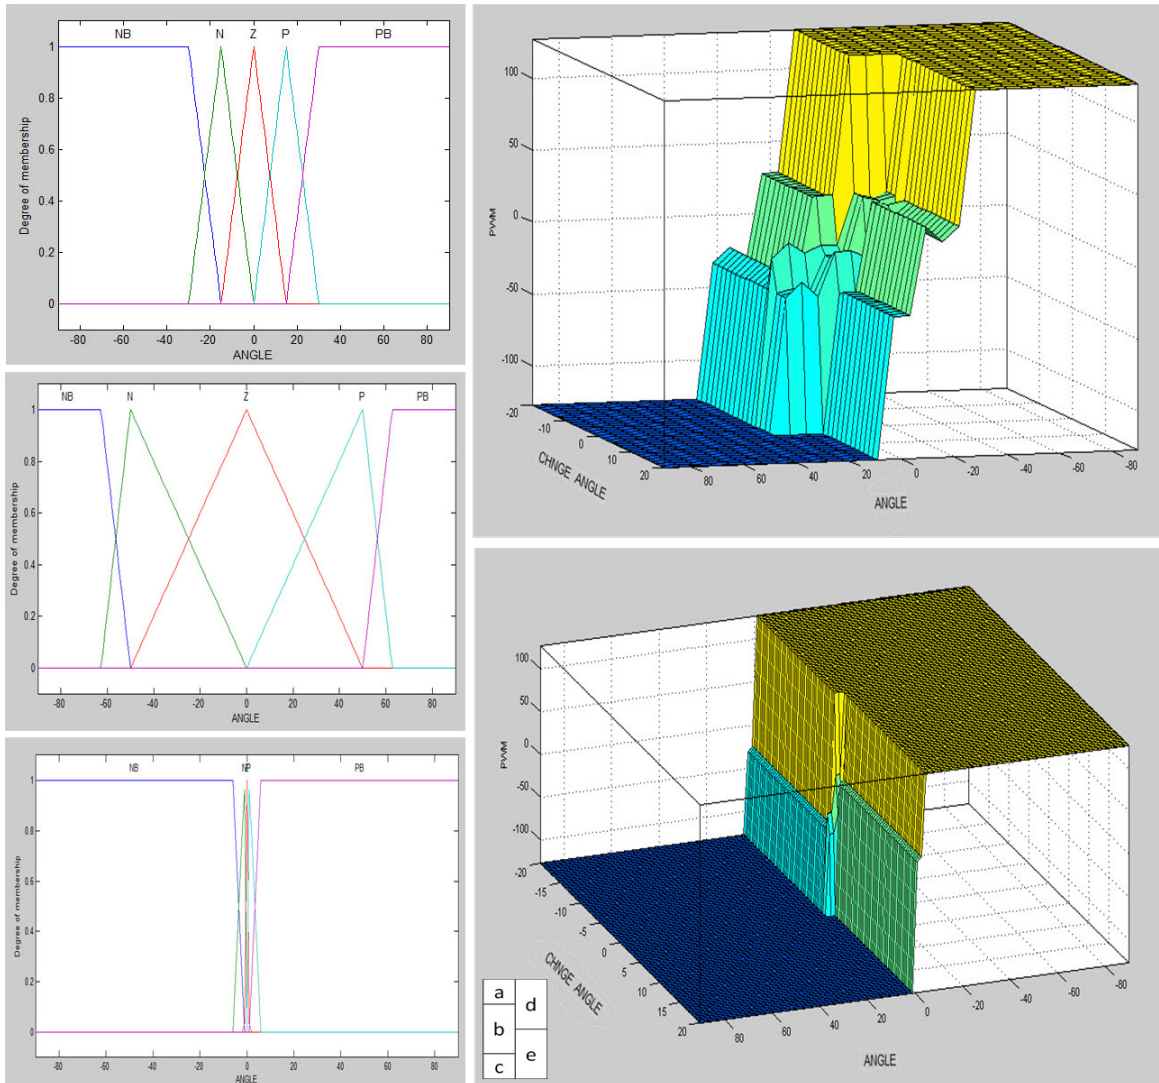 NB N Z P PB
1
0.8
0.6
0.4
0.2
0
Degree of membership
-80 -60 -40 -20 0 20 40 60 80
ANGLE
NB N Z P PB
1
0.8
0.6
0.4
0.2
0
Degree of membership
-80 -60 -40 -20 0 20 40 60 80
ANGLE
NB PB
1
0.8
0.6
0.4
0.2
0
Degree of membership
-80 -60 -40 -20 0 20 40 60 80
ANGLE
100
50
0
-50
-100
PWM
-20 -10 0 10 20
CHNGE ANGLE
80 60 40 20 0 -20 -40 -60 -80
ANGLE
100
50
0
-50
-100
PWM
-20 -15 -10 -5 0 5 10 15 20
CHNGE ANGLE
80 60 40 20 0 -20 -40 -60 -80
ANGLE
a
b
c
d
e